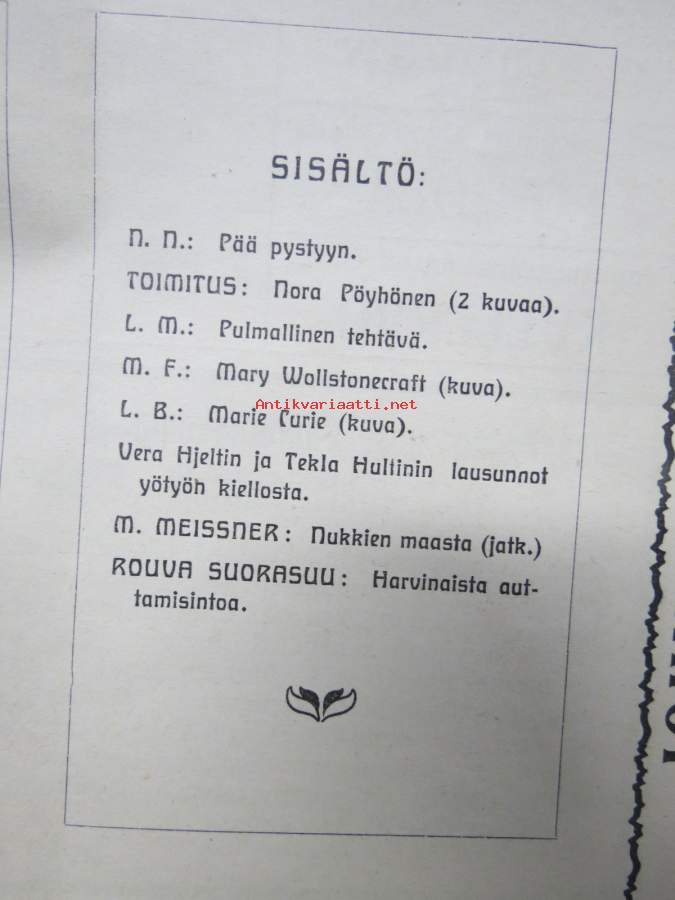 SISÄLTÖ:
N. N.: Pää pystyyn.
TOIMITUS: Nora Pöyhönen (2 kuvaa).
L. M.: Pulmallinen tehtävä.
M. F.: Mary Wollstonecraft (kuva).
Antikvariaatti.net
L. B.: Marie Curie (kuva).
Vera Hjeltin ja Tekla Hultinin lausunnot
yötyöh kiellosta.
M. MEISSNER: Nukkien maasta (jatk.)
ROUVA SUORASUU: Harvinaista aut-
tamisintoa.